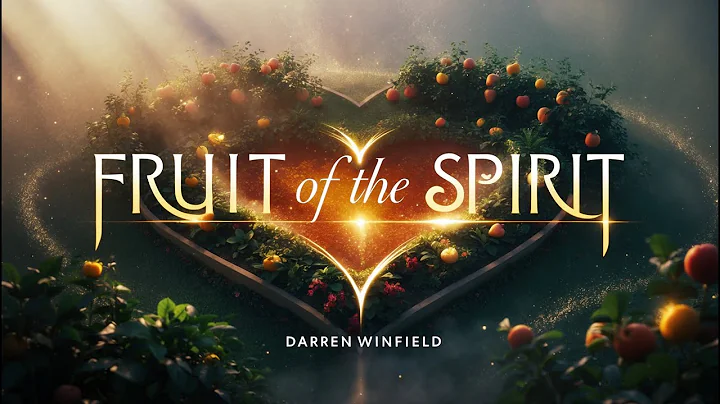 FRUIT of the SPIRIT
DARREN WINFIELD